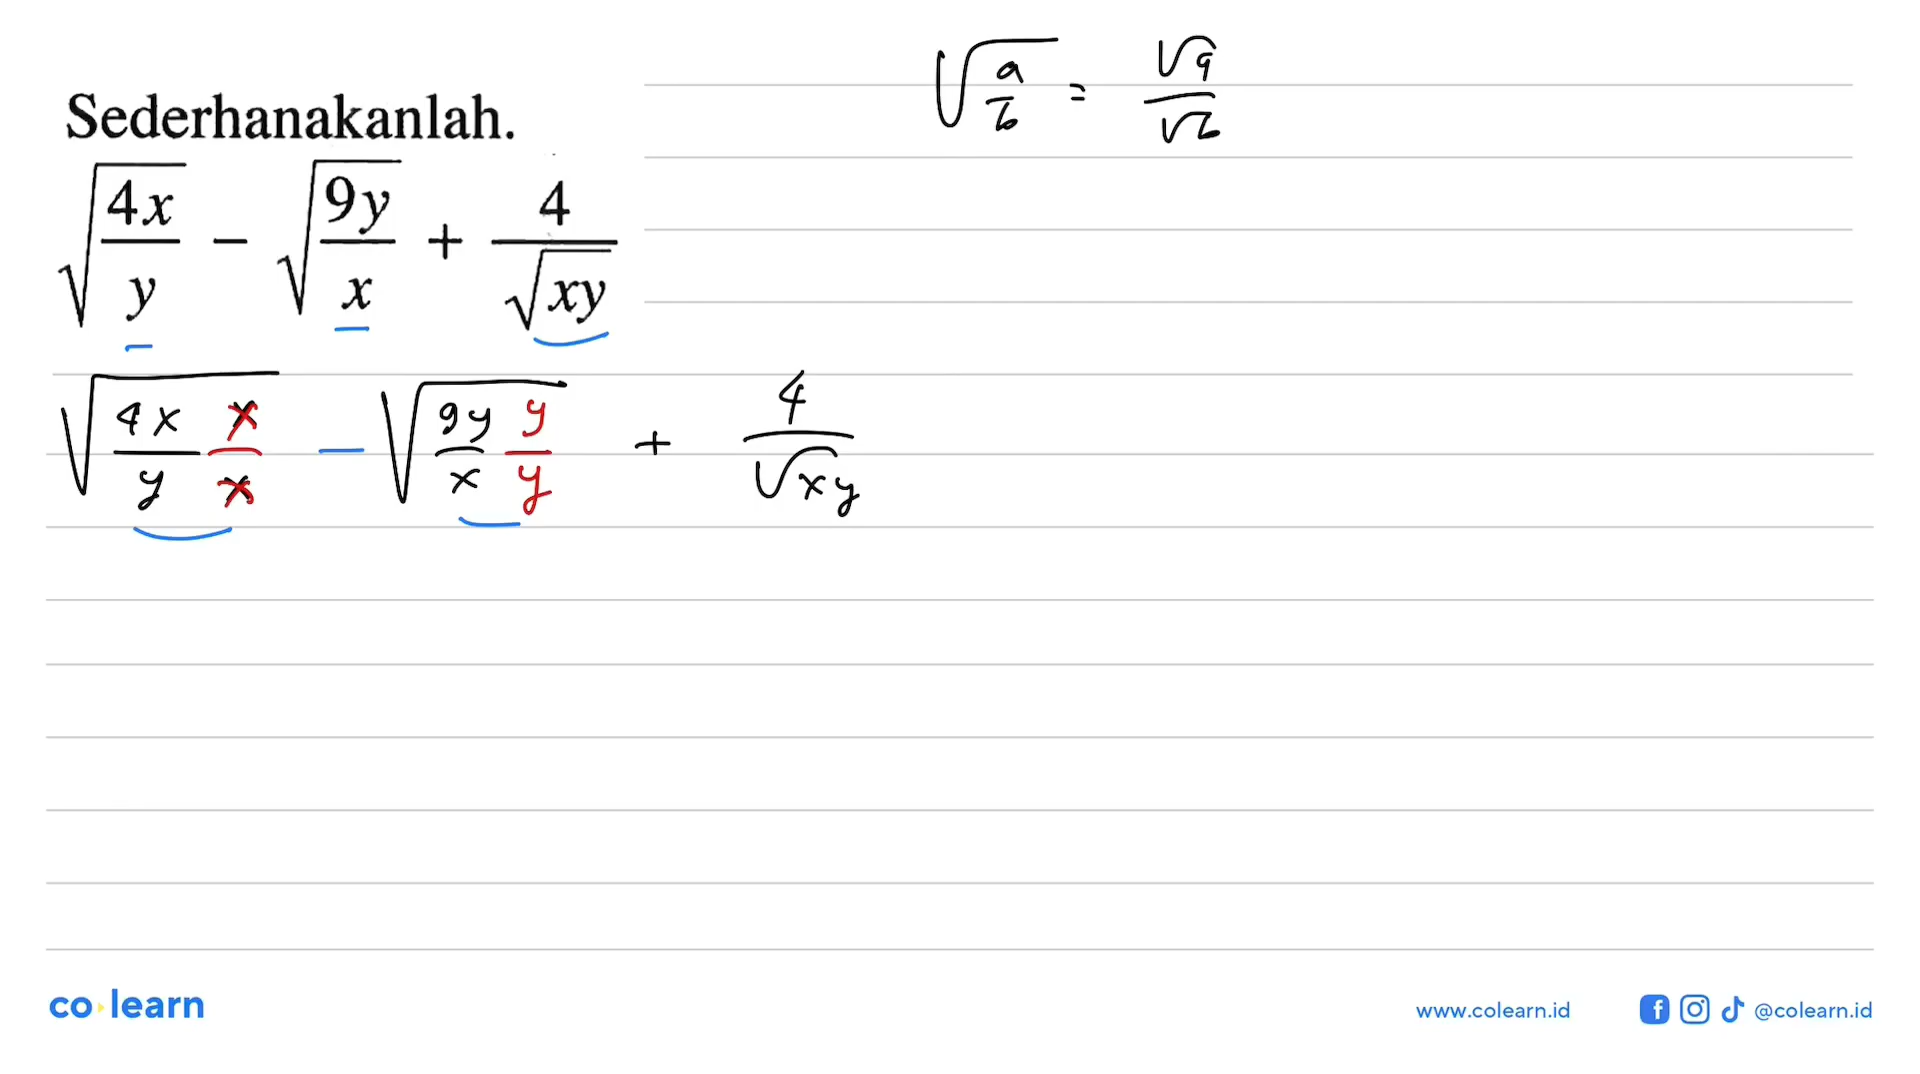 √(a/b) = √a/√b
Sederhanakanlah.
√(4x/y) − √(9y/x) + 4/√(xy)
√(4x/y x/x) − √(9y/x y/y) + 4/√(xy)
co learn
www.colearn.id
@colearn.id